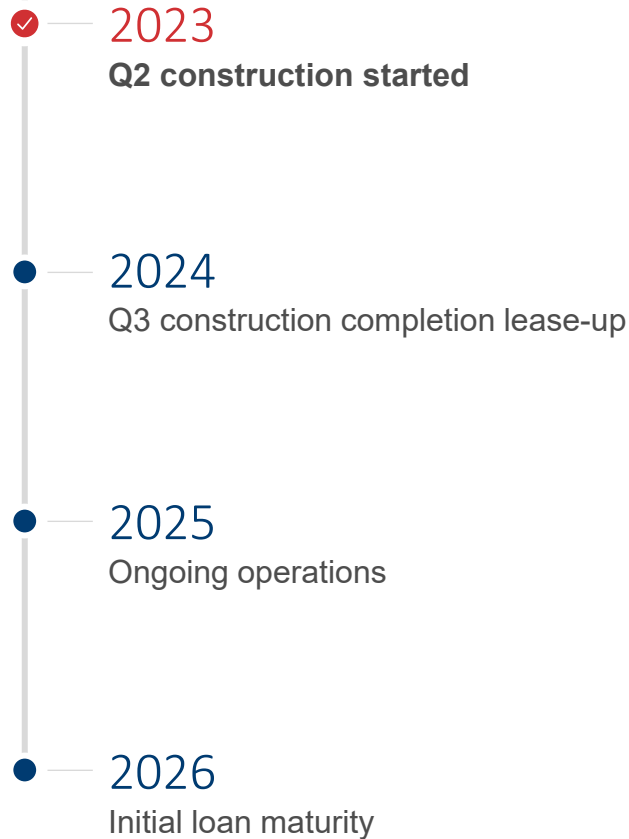 2023
Q2 construction started
2024
Q3 construction completion lease-up
2025
Ongoing operations
2026
Initial loan maturity